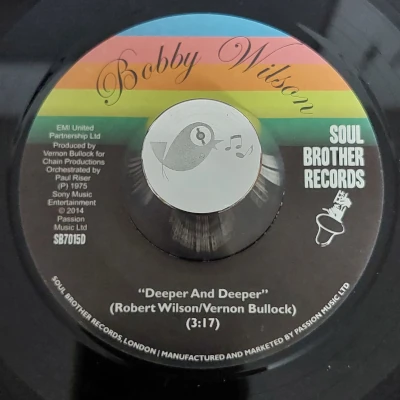 Bobby Wilson
EMI United
Partnership Ltd
Produced by
Vernon Bullock for
Chain Productions
Orchestrated by
Paul Riser
(P) 1975
Sony Music
Entertainment
© 2014
Passion
Music Ltd
SB7015D
SOUL
BROTHER
RECORDS
"Deeper And Deeper"
(Robert Wilson/Vernon Bullock)
(3:17)
SOUL BROTHER RECORDS, LONDON | MANUFACTURED AND MARKETED BY PASSION MUSIC LTD